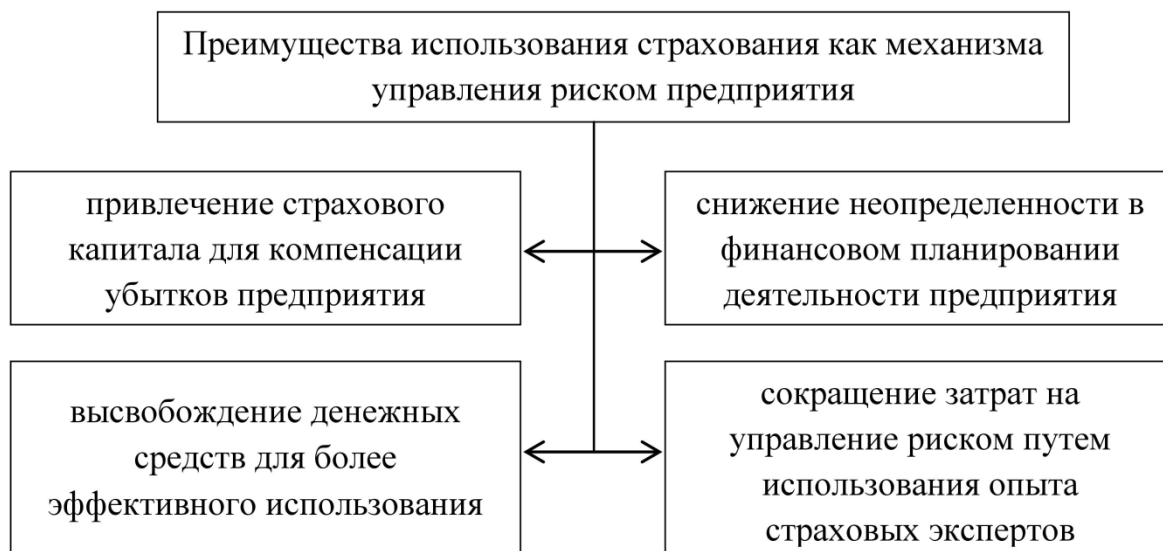 Преимущества использования страхования как механизма
управления риском предприятия
привлечение страхового
капитала для компенсации
убытков предприятия
снижение неопределенности в
финансовом планировании
деятельности предприятия
высвобождение денежных
средств для более
эффективного использования
сокращение затрат на
управление риском путем
использования опыта
страховых экспертов